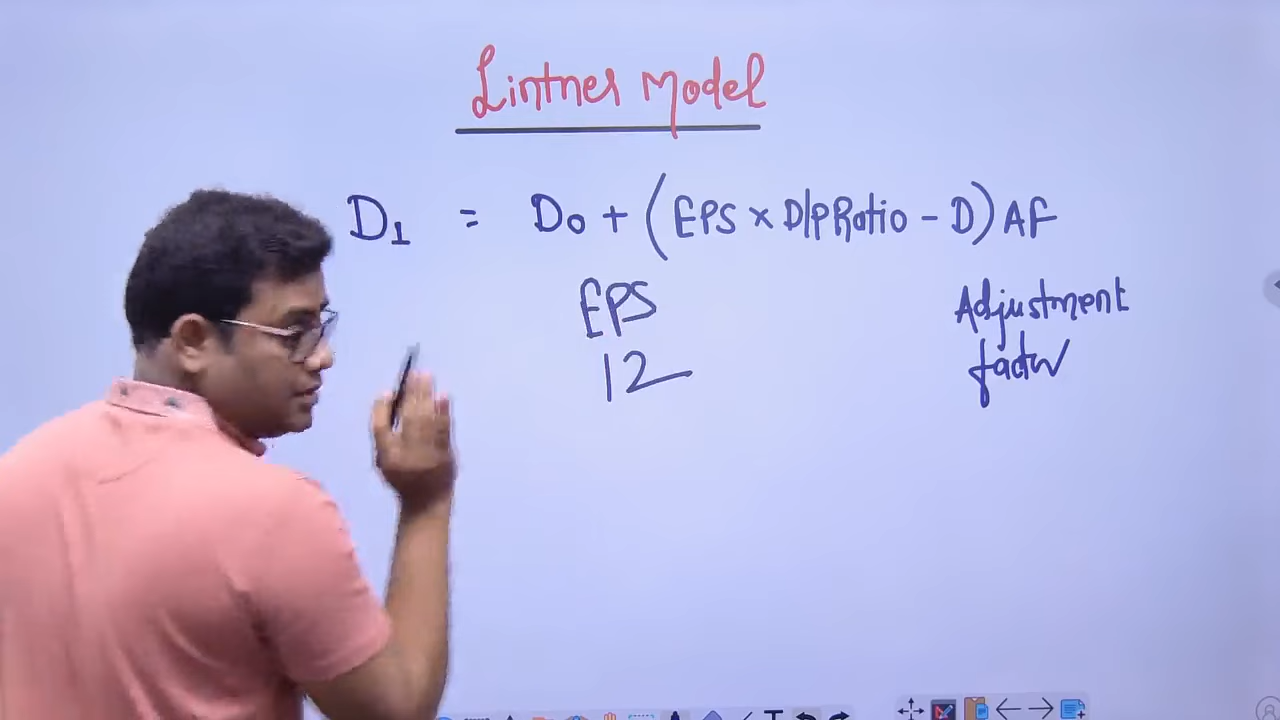 Lintner Model
D₁ = D₀ + (EPS × D/P Ratio - D) AF
EPS
Adjustment
12
factor